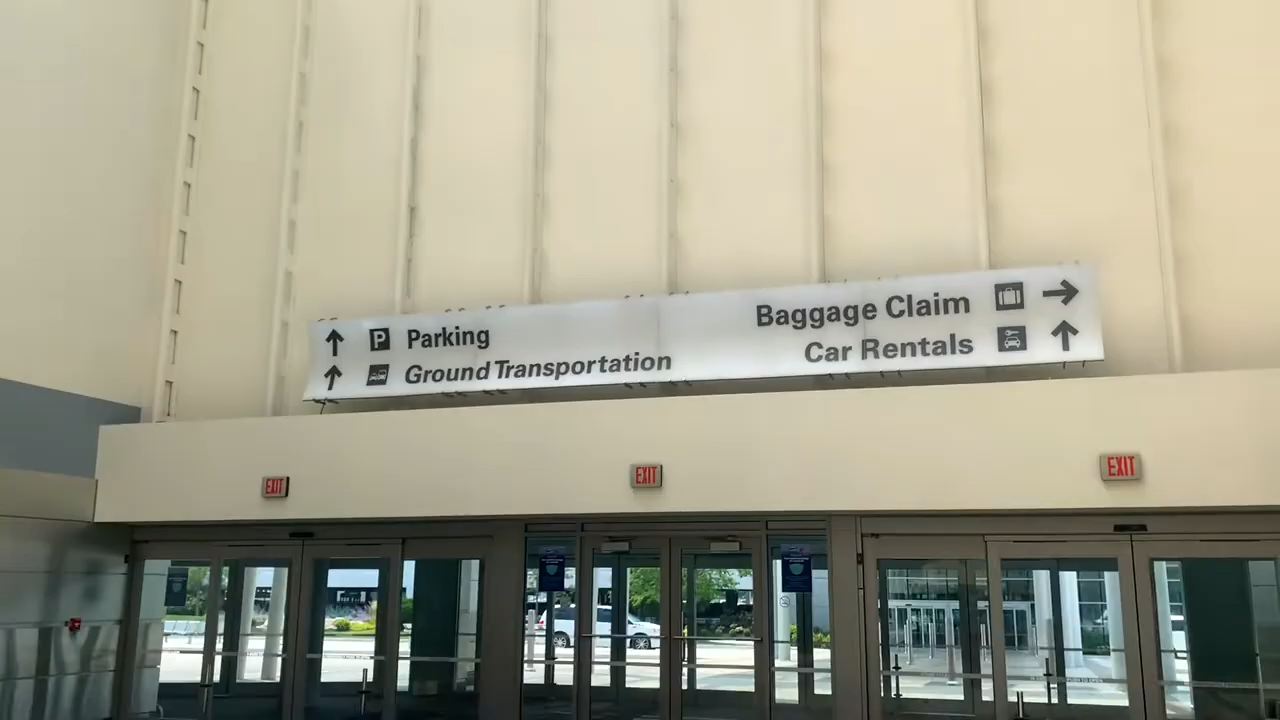 P Parking
Ground Transportation
Baggage Claim
Car Rentals
EXIT
EXIT
EXIT